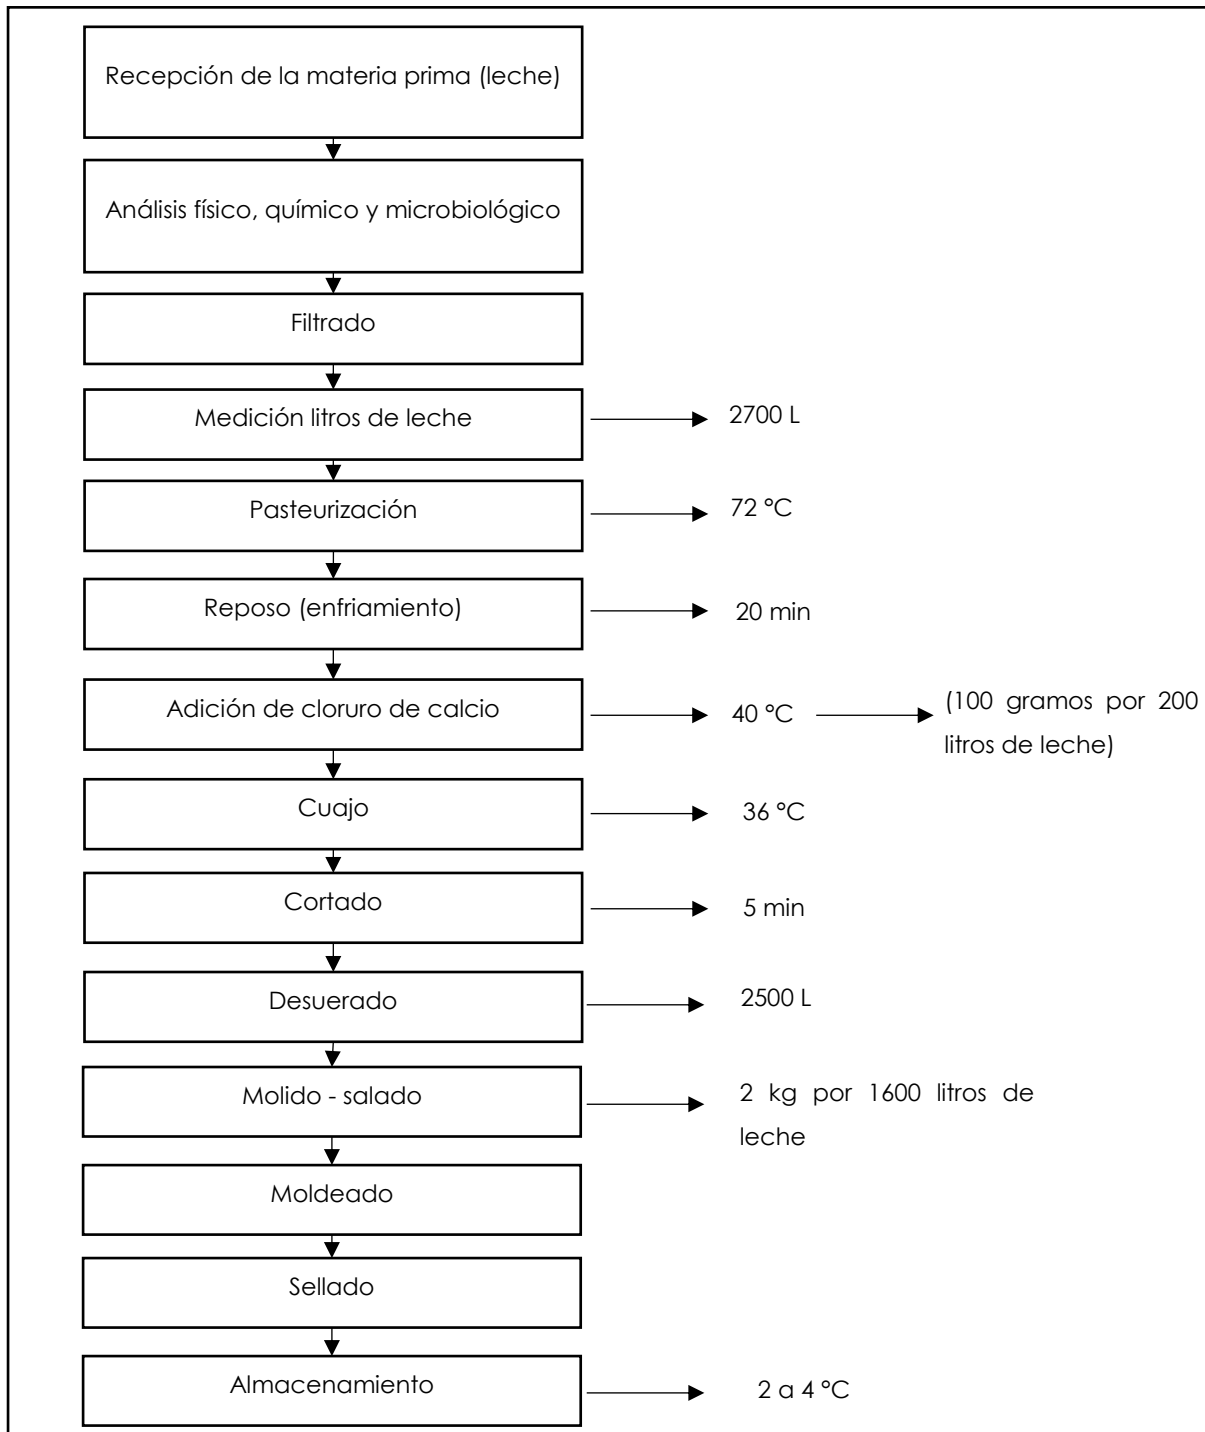 Recepción de la materia prima (leche)
Análisis físico, químico y microbiológico
Filtrado
Medición litros de leche
2700 L
Pasteurización
72 °C
Reposo (enfriamiento)
20 min
Adición de cloruro de calcio
40 °C
(100 gramos por 200
litros de leche)
Cuajo
36 °C
Cortado
5 min
Desuerado
2500 L
Molido - salado
2 kg por 1600 litros de
leche
Moldeado
Sellado
Almacenamiento
2 a 4 °C